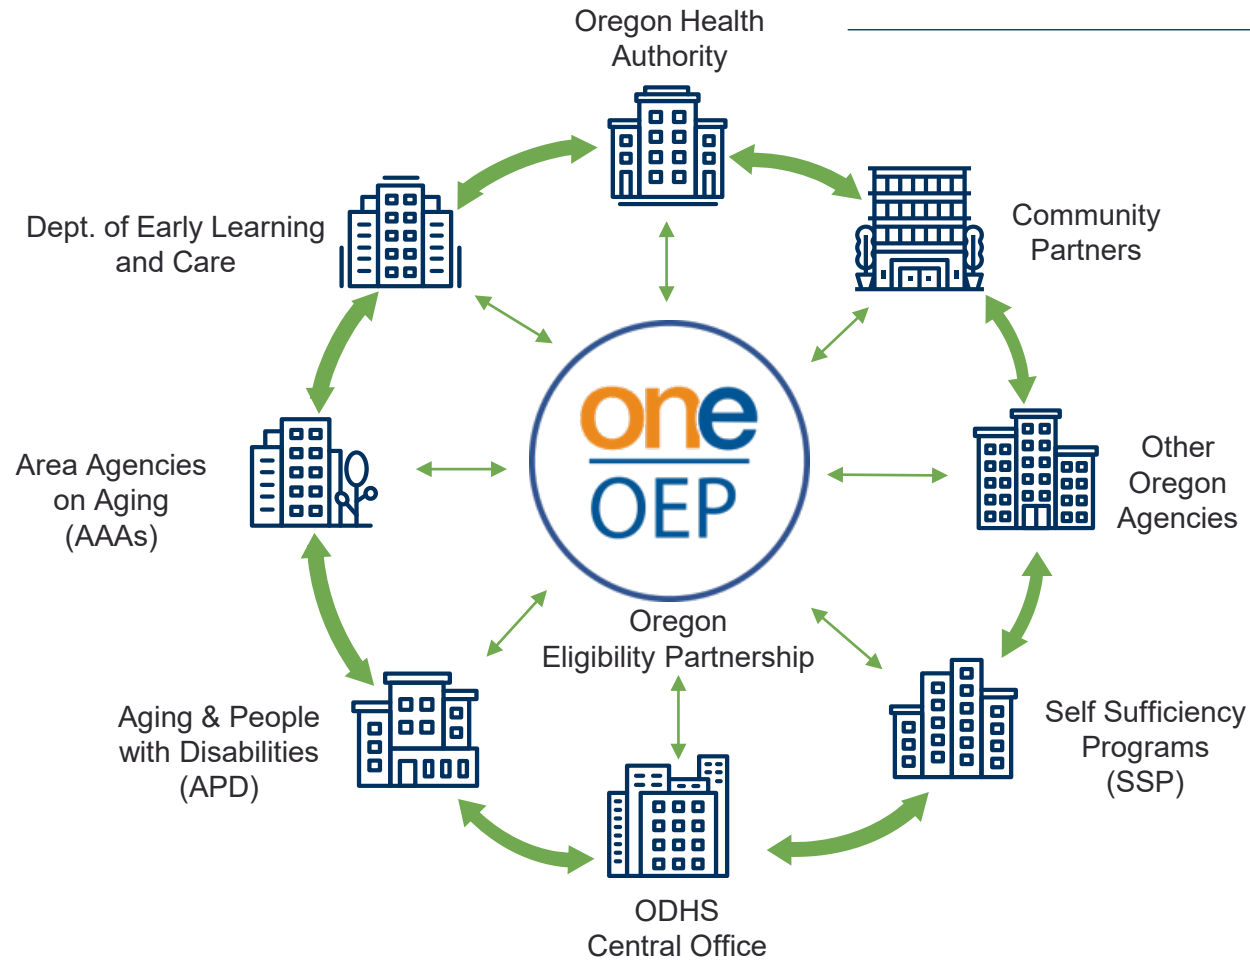 Oregon Health
Authority
Dept. of Early Learning
and Care
Community
Partners
one
OEP
Area Agencies
on Aging
(AAAs)
Other
Oregon
Agencies
Oregon
Eligibility Partnership
Aging & People
with Disabilities
(APD)
Self Sufficiency
Programs
(SSP)
ODHS
Central Office